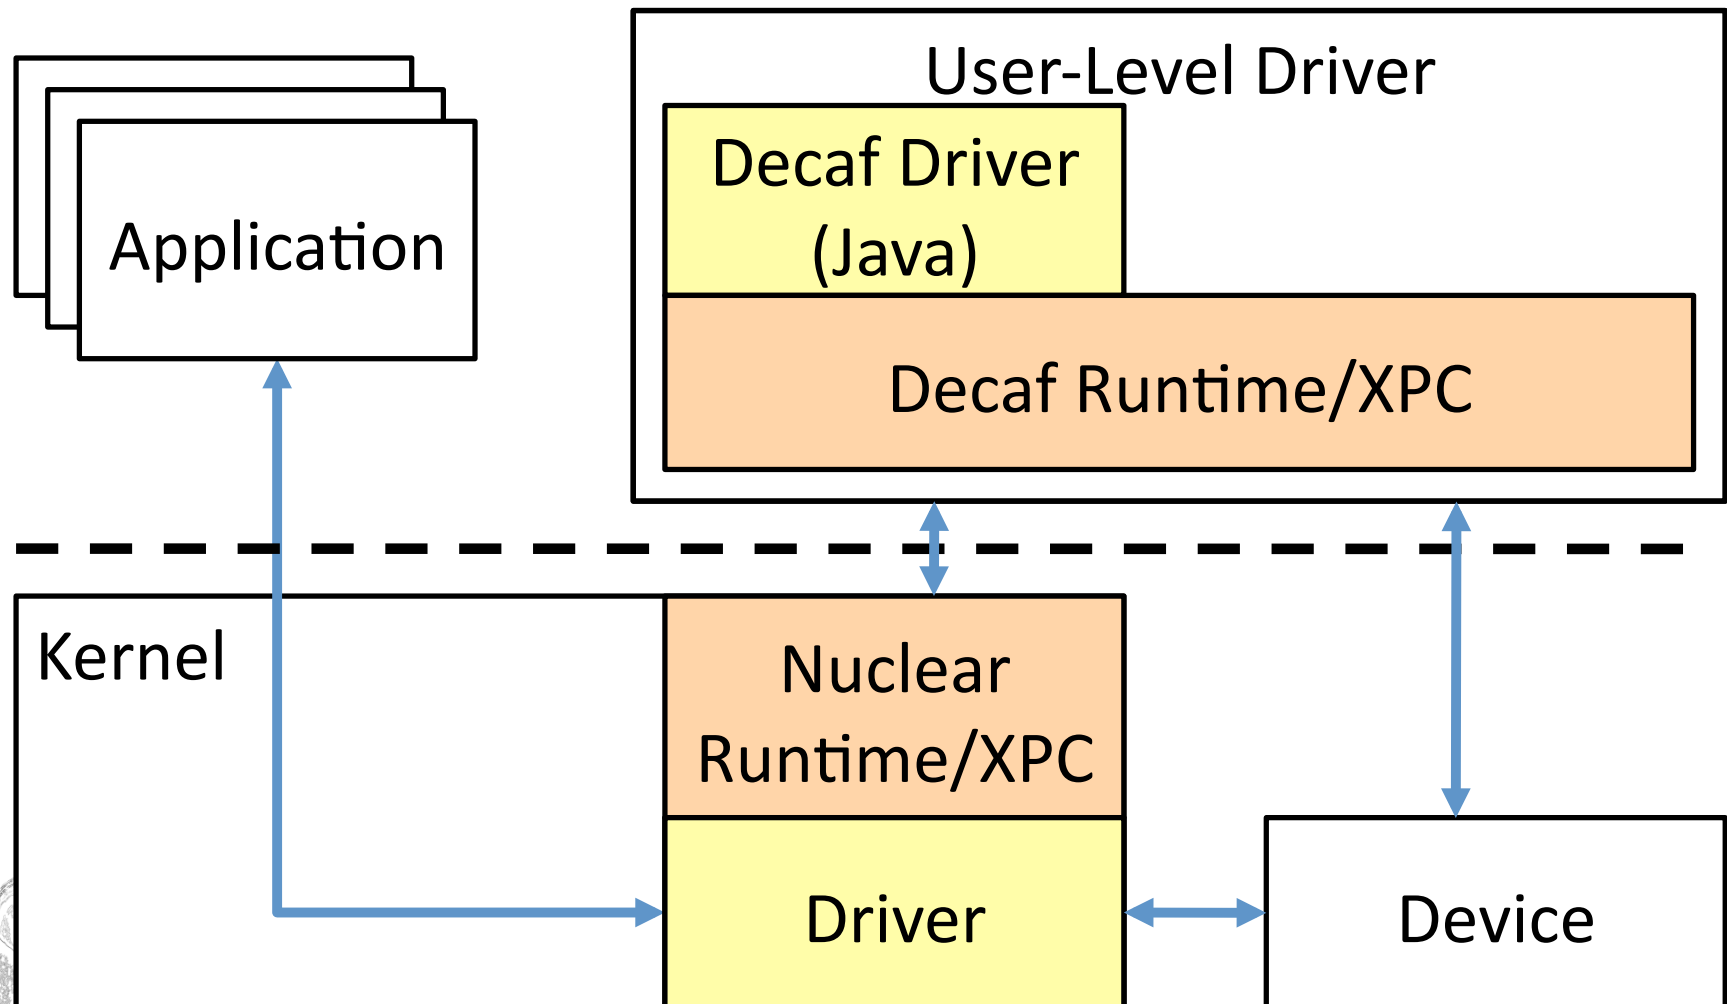 User-Level Driver
Decaf Driver
(Java)
Application
Decaf Runtime/XPC
Kernel
Nuclear
Runtime/XPC
Driver
Device